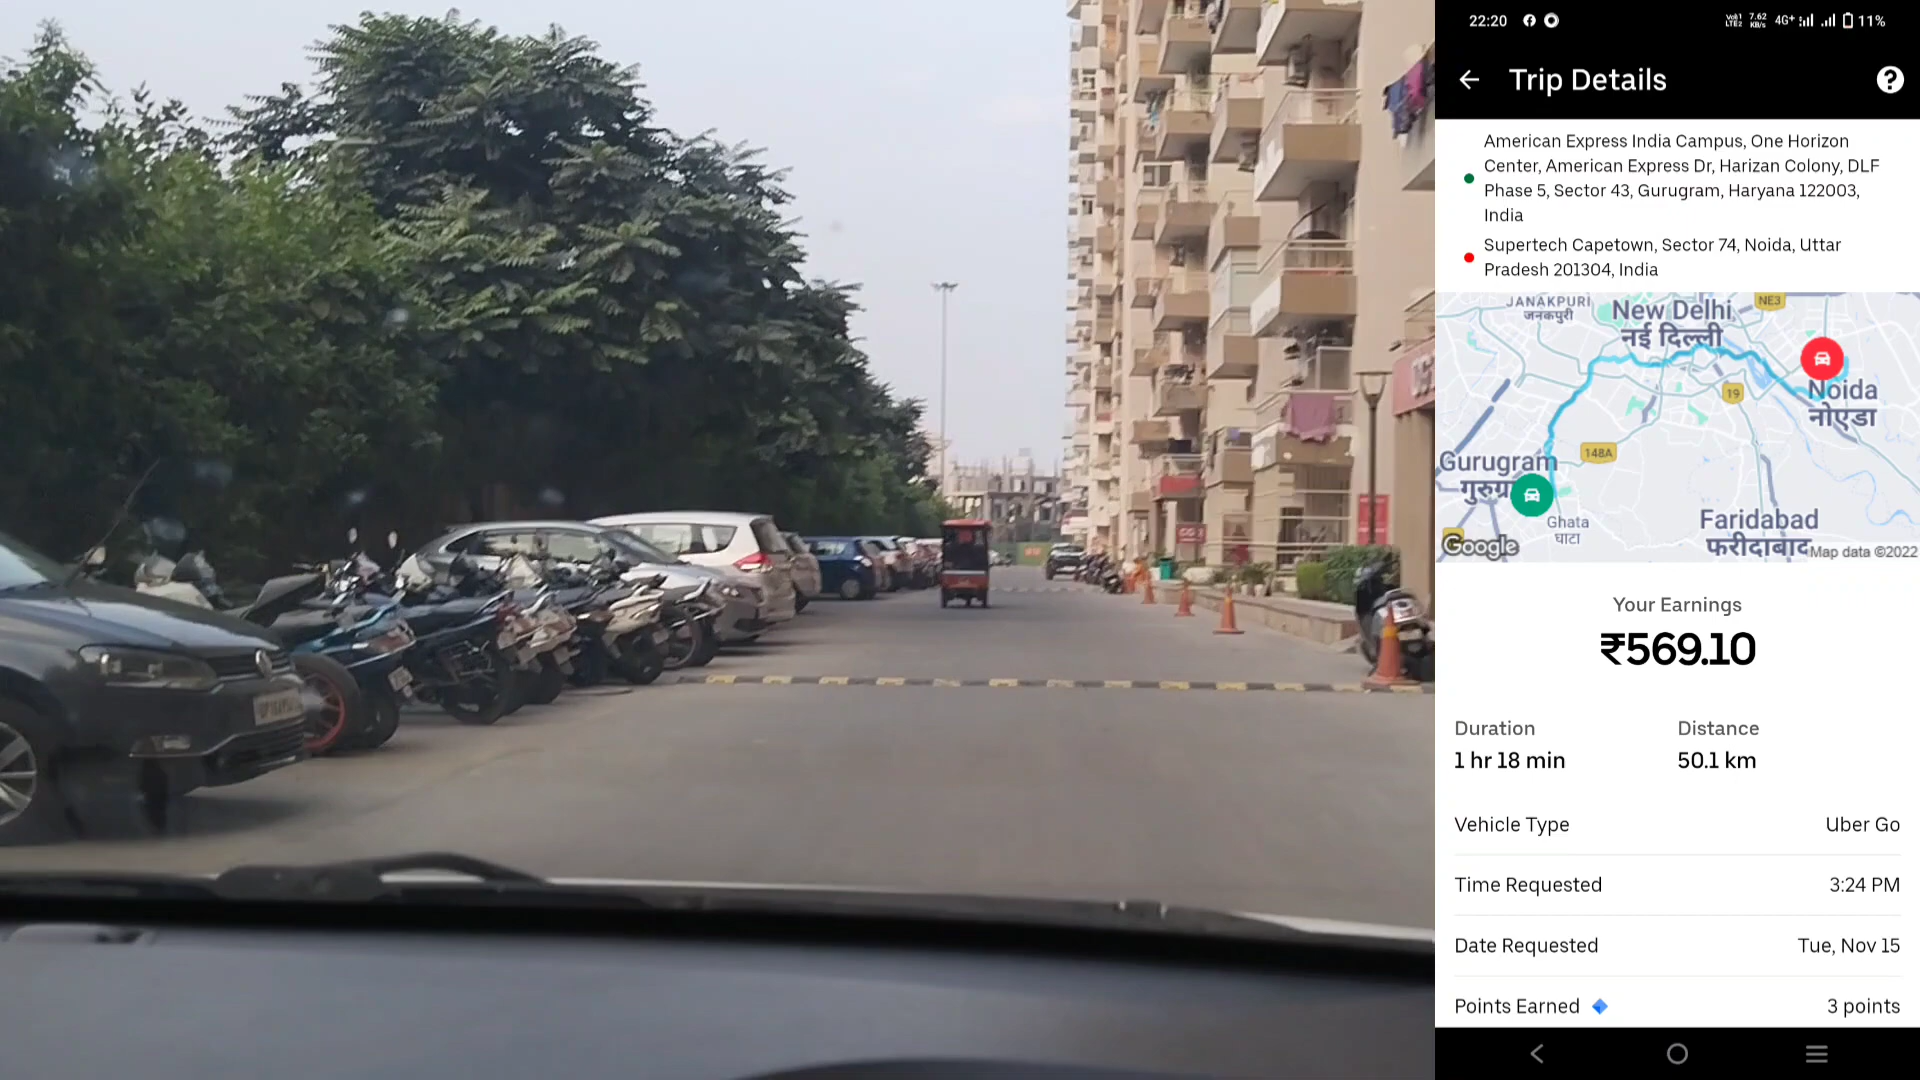 22:20
7.62
KB/s
4G+
11%
Trip Details
American Express India Campus, One Horizon
Center, American Express Dr, Harizan Colony, DLF
Phase 5, Sector 43, Gurugram, Haryana 122003,
India
Supertech Capetown, Sector 74, Noida, Uttar
Pradesh 201304, India
JANAKPURI
जनकपुरी
New Delhi
नई दिल्ली
NE3
19
Noida
नोएडा
148A
Gurugram
Ghata
घाटा
Faridabad
फरीदाबाद
Google
Map data ©2022
Your Earnings
₹569.10
Duration
Distance
1 hr 18 min
50.1 km
Vehicle Type
Uber Go
Time Requested
3:24 PM
Date Requested
Tue, Nov 15
Points Earned
3 points